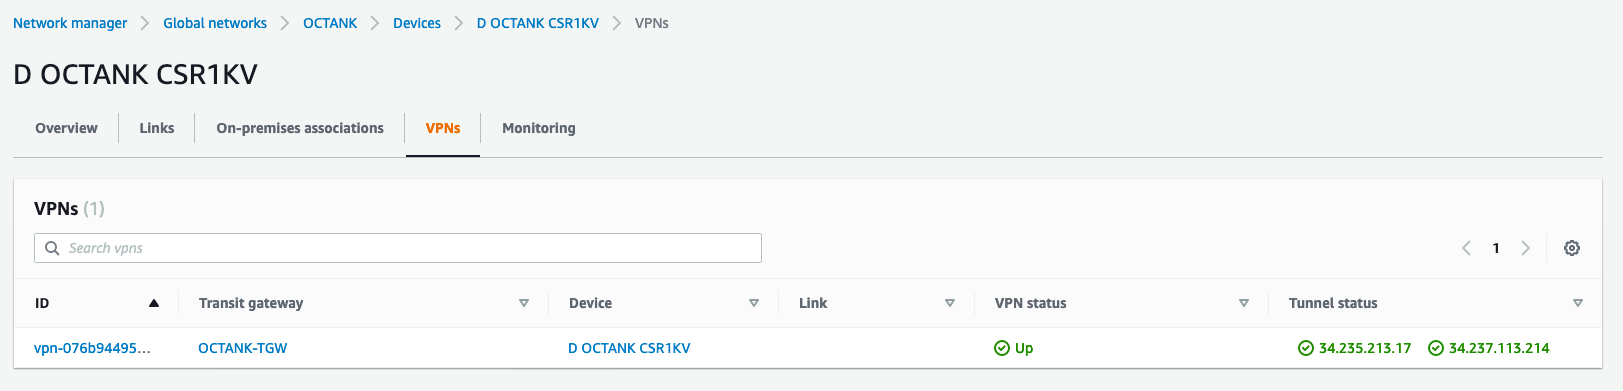 Network manager > Global networks > OCTANK > Devices > D OCTANK CSR1KV > VPNs
D OCTANK CSR1KV
Overview Links On-premises associations VPNs Monitoring
VPNs (1)
Search vpns 1
ID Transit gateway Device Link VPN status Tunnel status
vpn-076b94495... OCTANK-TGW D OCTANK CSR1KV Up 34.235.213.17 34.237.113.214